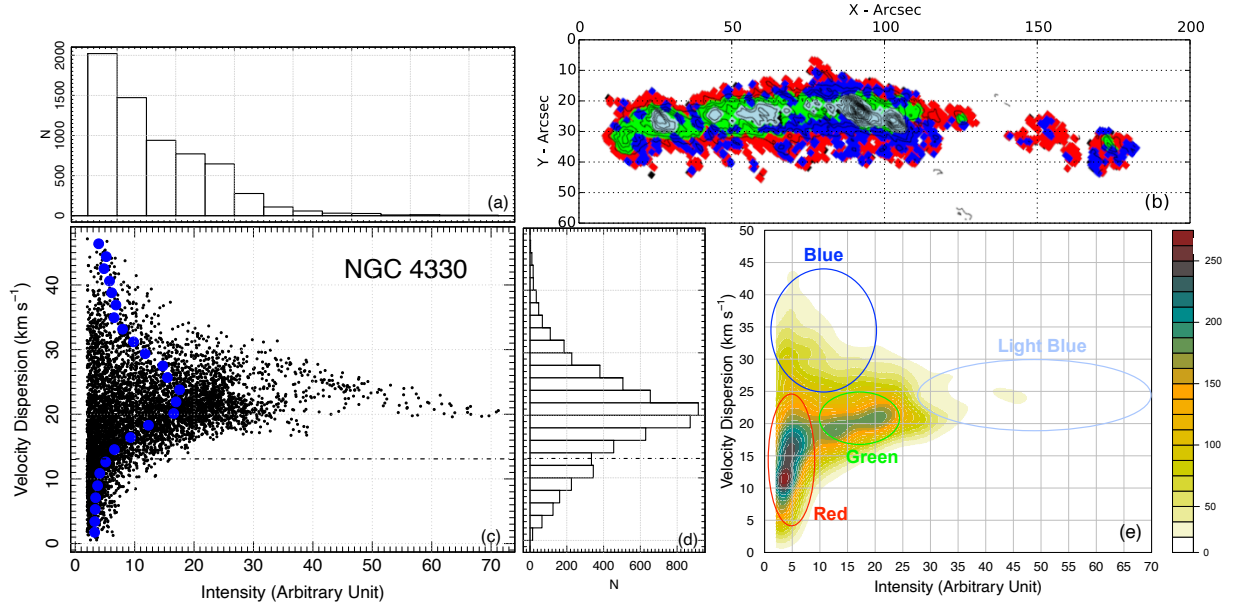 X - Arcsec
0 50 100 150 200
0
10
20
30
40
50
60
Y - Arcsec
(b)
2000
1500
1000
500
0
N
(a)
NGC 4330
40
30
20
10
0
Velocity Dispersion (km s⁻¹)
(c)
0 10 20 30 40 50 60 70
Intensity (Arbitrary Unit)
(d)
0 200 400 600 800
N
50
45
40
35
30
25
20
15
10
5
0
Velocity Dispersion (km s⁻¹)
Blue
Light Blue
Green
Red
(e)
0 5 10 15 20 25 30 35 40 45 50 55 60 65 70
Intensity (Arbitrary Unit)
250
200
150
100
50
0